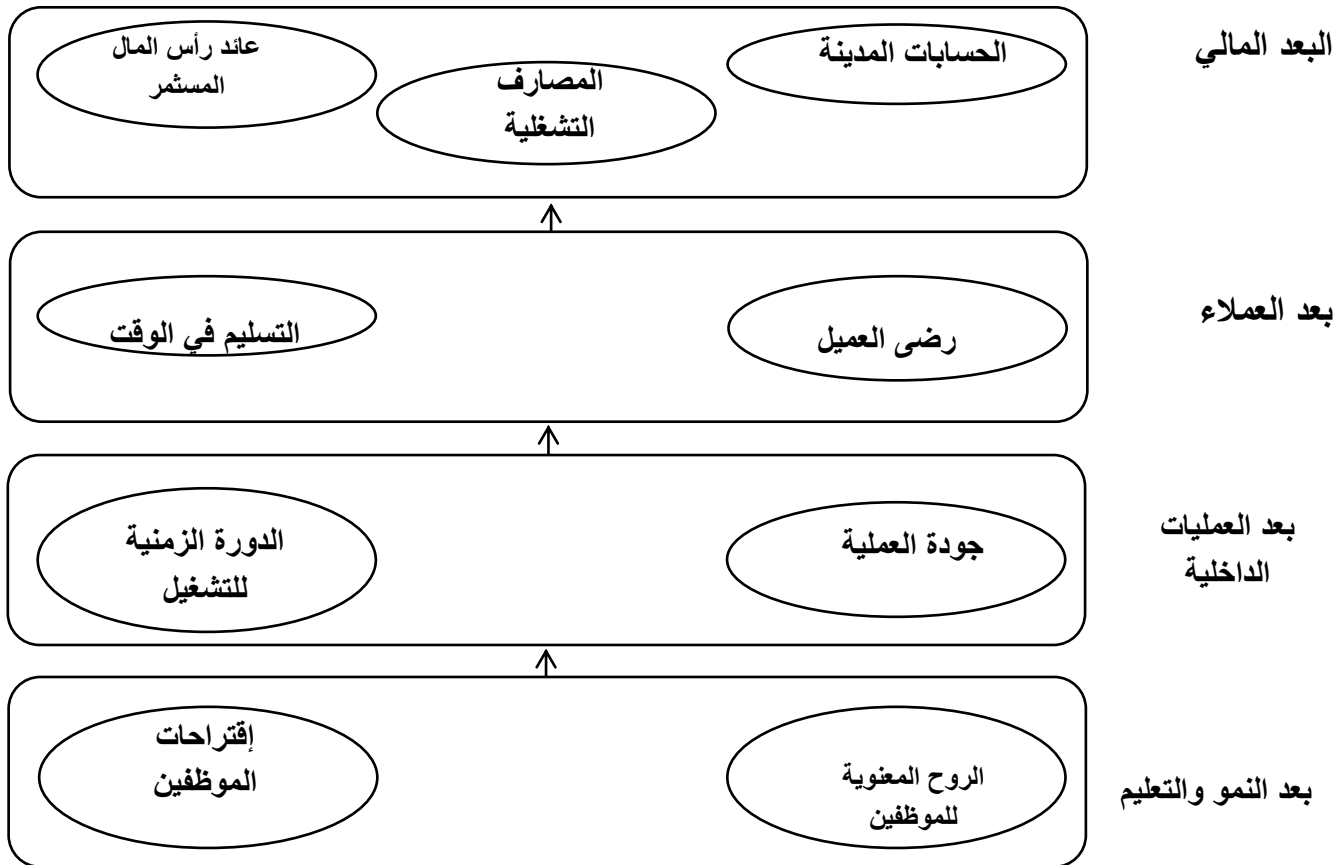 البعد المالي
الحسابات المدينة
المصارف
التشغلية
عائد رأس المال
المستثمر
بعد العملاء
رضى العميل
التسليم في الوقت
بعد العمليات
الداخلية
جودة العملية
الدورة الزمنية
للتشغيل
بعد النمو والتعليم
الروح المعنوية
للموظفين
إقتراحات
الموظفين